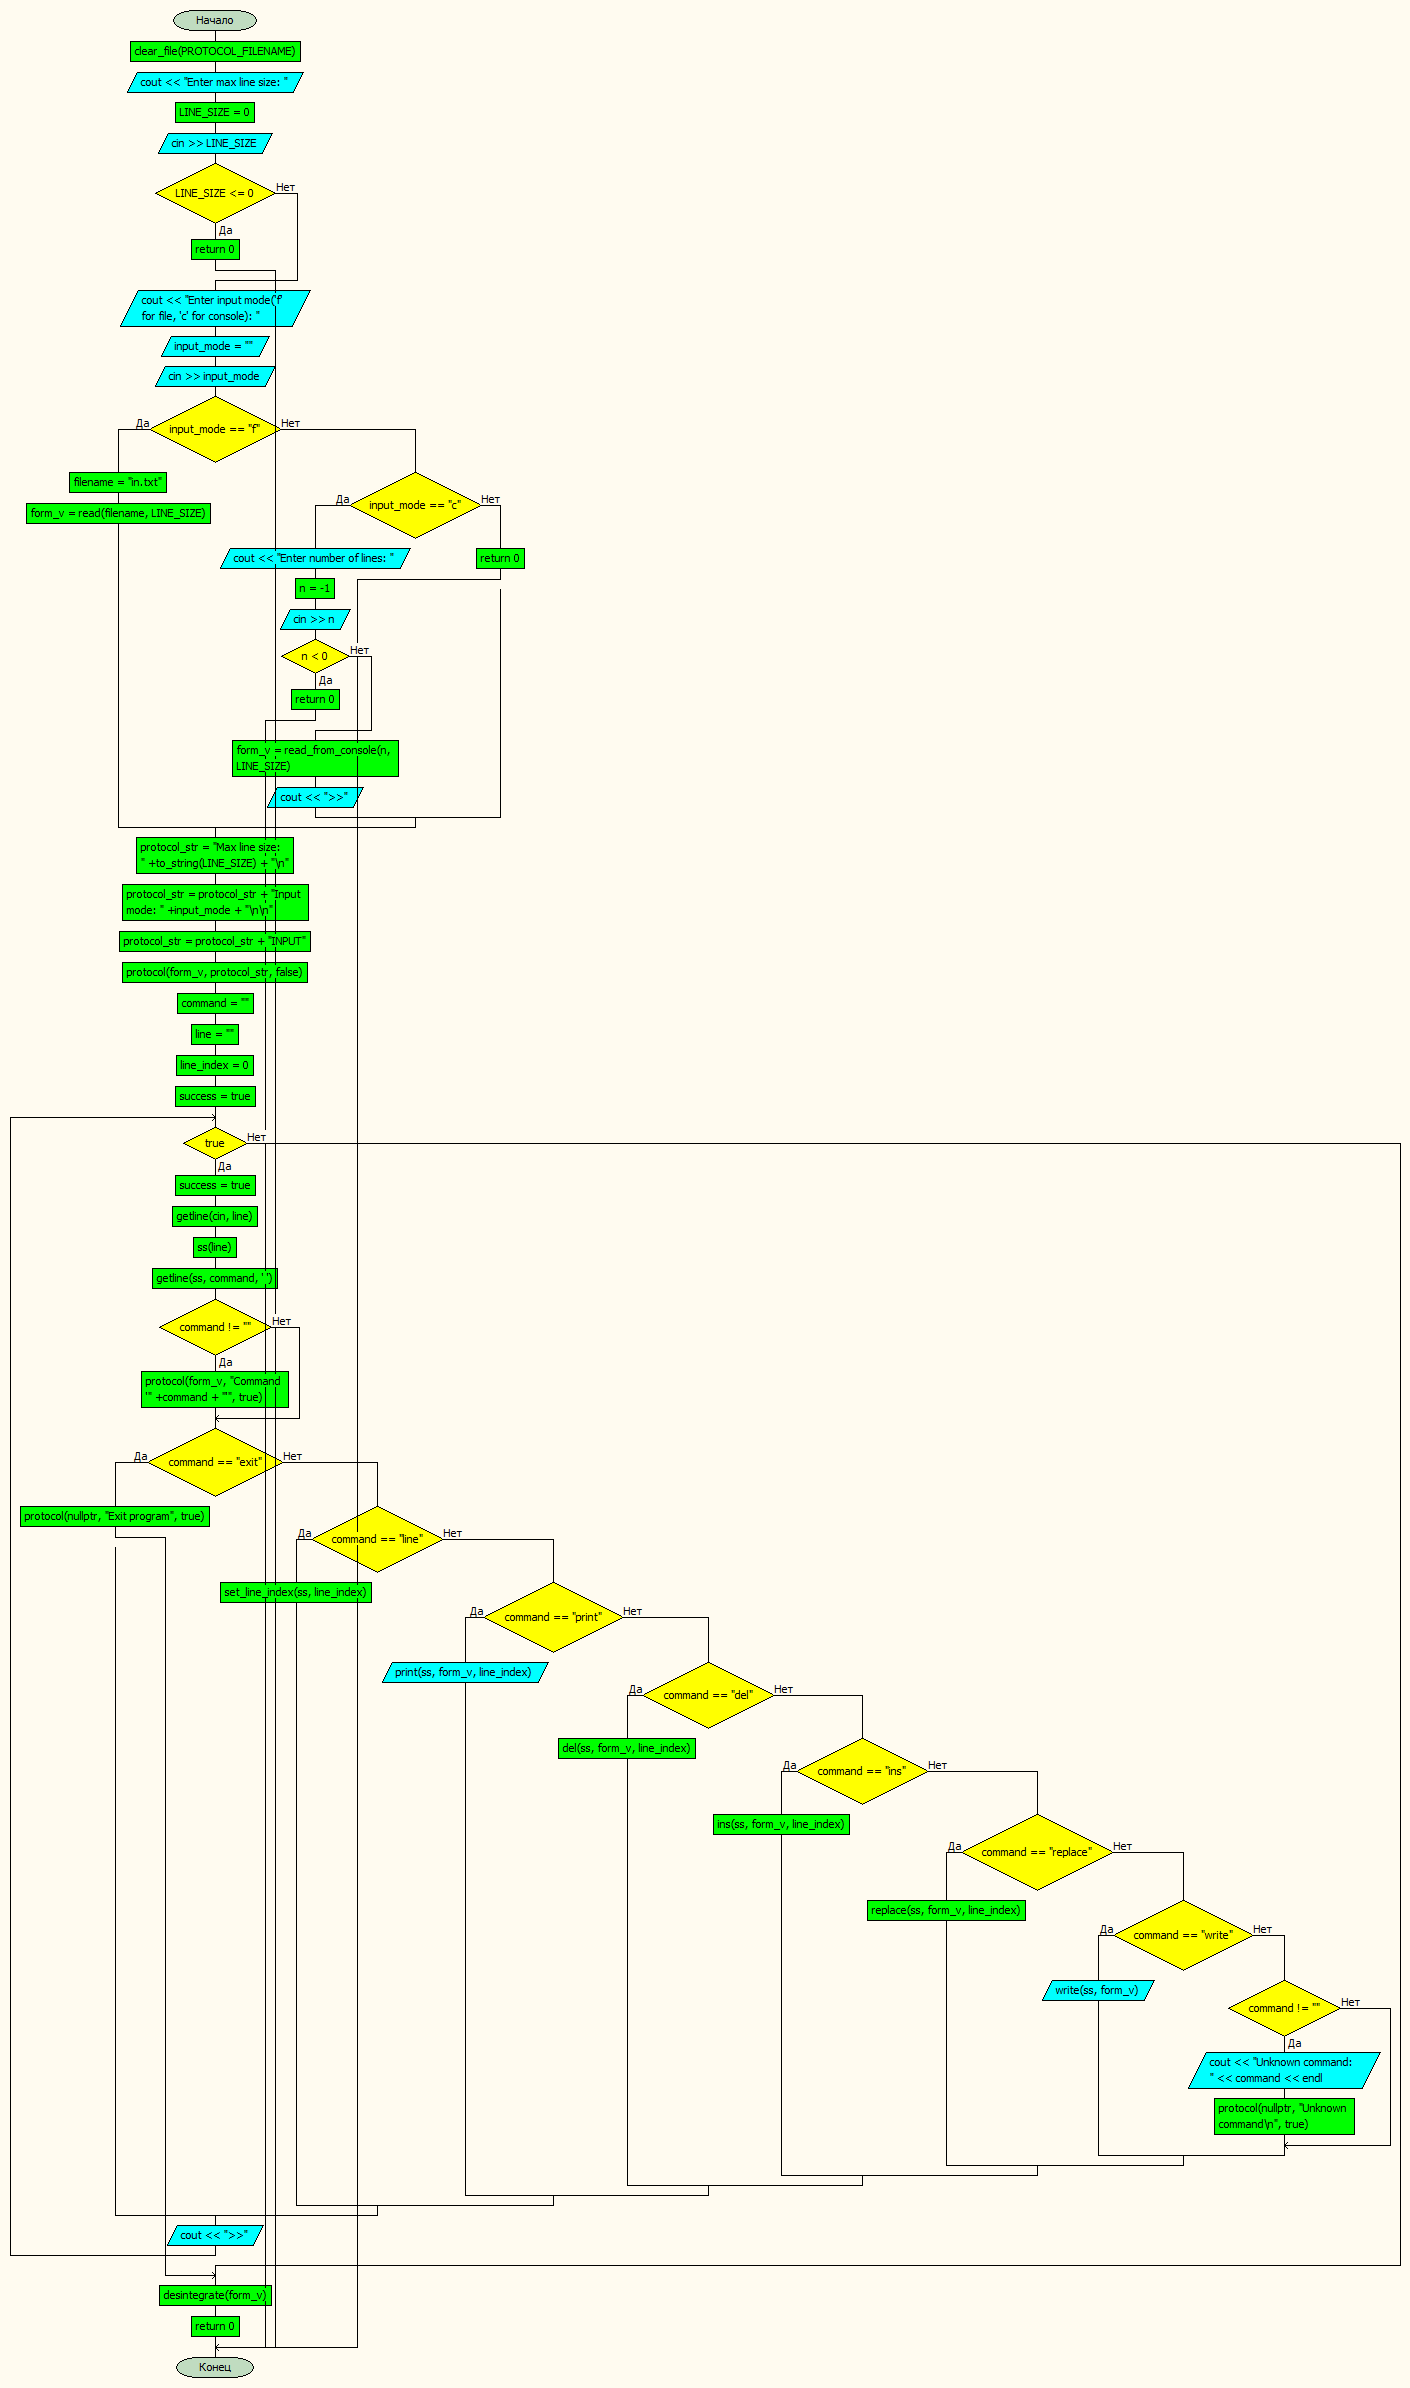 Начало
clear_file(PROTOCOL_FILENAME)
cout << "Enter max line size: "
LINE_SIZE = 0
cin >> LINE_SIZE
LINE_SIZE <= 0
Нет
Да
return 0
cout << "Enter input mode('f'
for file, 'c' for console): "
input_mode = ""
cin >> input_mode
Да
input_mode == "f"
Нет
filename = "in.txt"
form_v = read(filename, LINE_SIZE)
Да
input_mode == "c"
Нет
cout << "Enter number of lines: "
return 0
n = -1
cin >> n
n < 0
Нет
Да
return 0
form_v = read_from_console(n,
LINE_SIZE)
cout << ">>"
protocol_str = "Max line size:
" +to_string(LINE_SIZE) + "\n"
protocol_str = protocol_str + "Input
mode: " +input_mode + "\n\n"
protocol_str = protocol_str + "INPUT"
protocol(form_v, protocol_str, false)
command = ""
line = ""
line_index = 0
success = true
true
Нет
Да
success = true
getline(cin, line)
ss(line)
getline(ss, command, ' ')
command != ""
Нет
Да
protocol(form_v, "Command
'" +command + "'", true)
Да
command == "exit"
Нет
protocol(nullptr, "Exit program", true)
Да
command == "line"
Нет
set_line_index(ss, line_index)
Да
command == "print"
Нет
print(ss, form_v, line_index)
Да
command == "del"
Нет
del(ss, form_v, line_index)
Да
command == "ins"
Нет
ins(ss, form_v, line_index)
Да
command == "replace"
Нет
replace(ss, form_v, line_index)
Да
command == "write"
Нет
write(ss, form_v)
command != ""
Нет
Да
cout << "Unknown command:
" << command << endl
protocol(nullptr, "Unknown
command\n", true)
cout << ">>"
desintegrate(form_v)
return 0
Конец